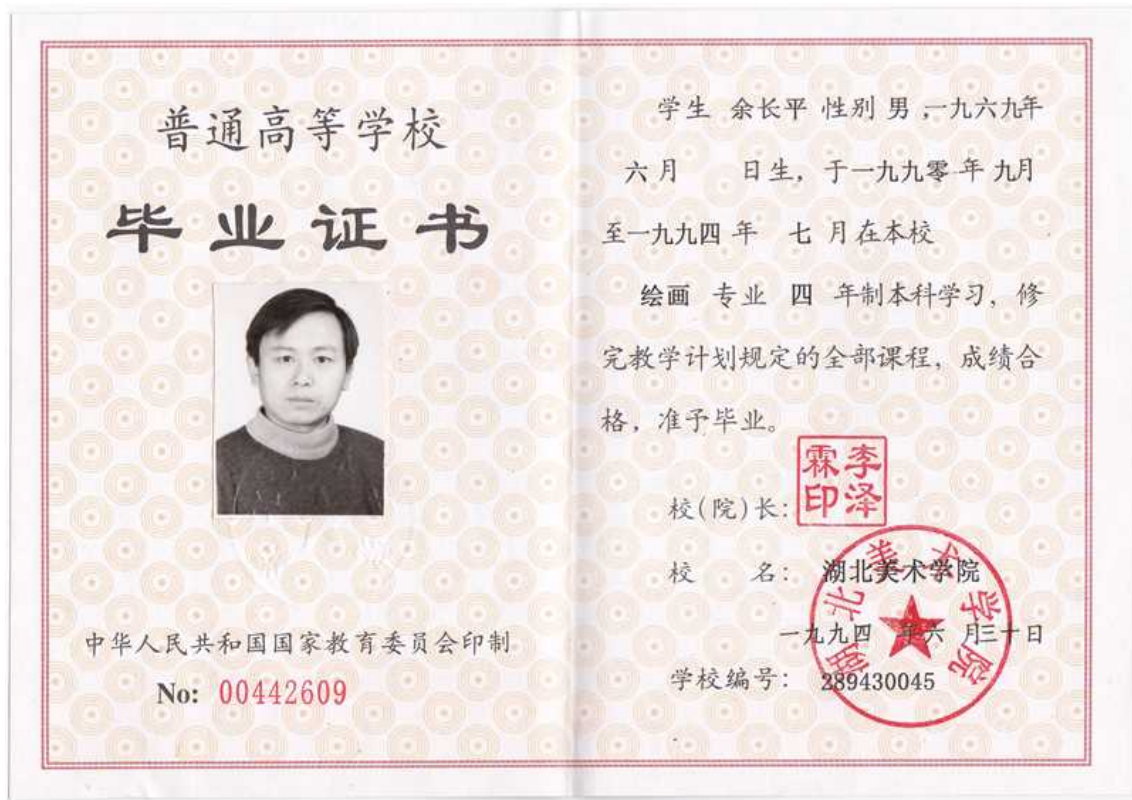 普通高等学校
毕业证书
中华人民共和国国家教育委员会印制
No: 00442609
学生 余长平 性别 男，一九六九年
六月 日生，于一九九零年九月
至一九九四年 七月在本校
绘画 专业 四 年制本科学习，修
完教学计划规定的全部课程，成绩合
格，准予毕业。
校(院)长：
李泽霖印
校 名：湖北美术学院
一九九四年六月三十日
学校编号：289430045
湖北美术学院